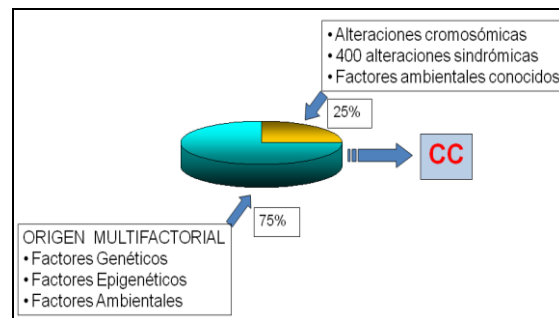 • Alteraciones cromosómicas
• 400 alteraciones sindrómicas
• Factores ambientales conocidos
25%
CC
75%
ORIGEN MULTIFACTORIAL
• Factores Genéticos
• Factores Epigenéticos
• Factores Ambientales